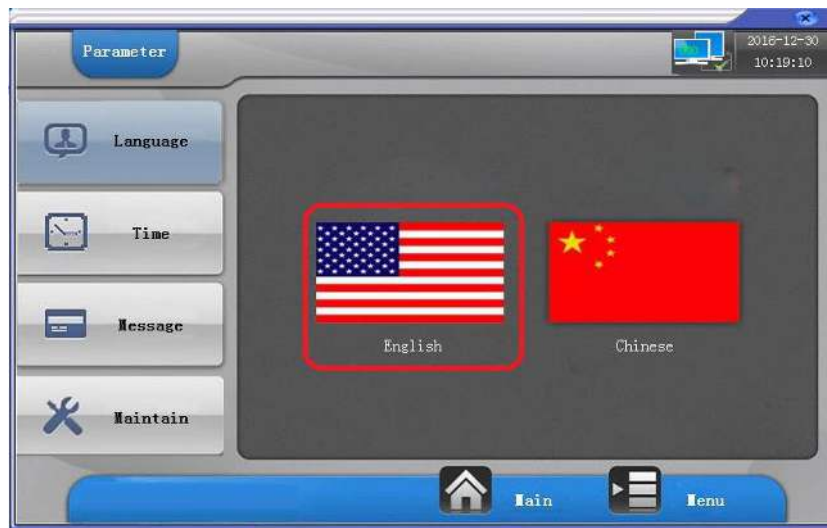 Parameter
2016-12-30
10:19:10
Language
Time
Message
Maintain
English
Chinese
Main
Menu